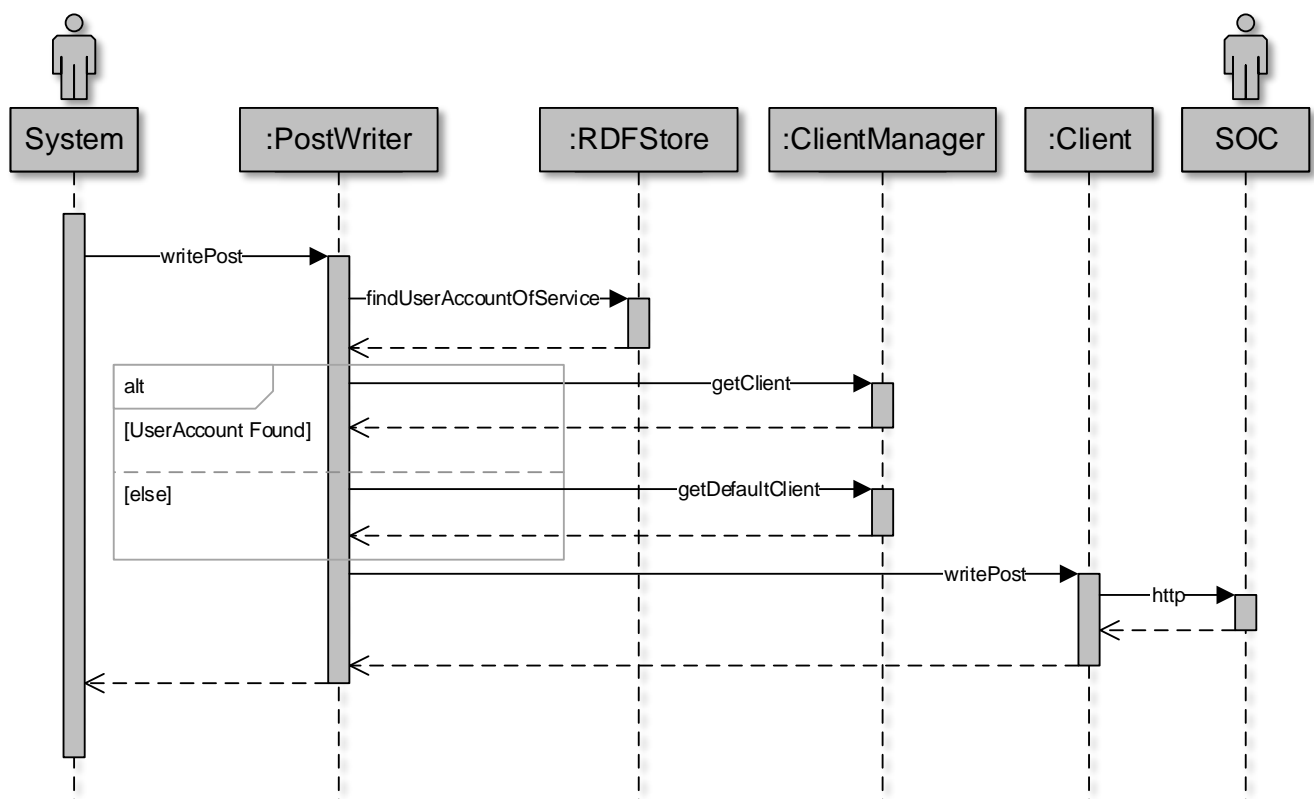 System
:PostWriter
:RDFStore
:ClientManager
:Client
SOC
writePost
findUserAccountOfService
alt
getClient
[UserAccount Found]
[else]
getDefaultClient
writePost
http